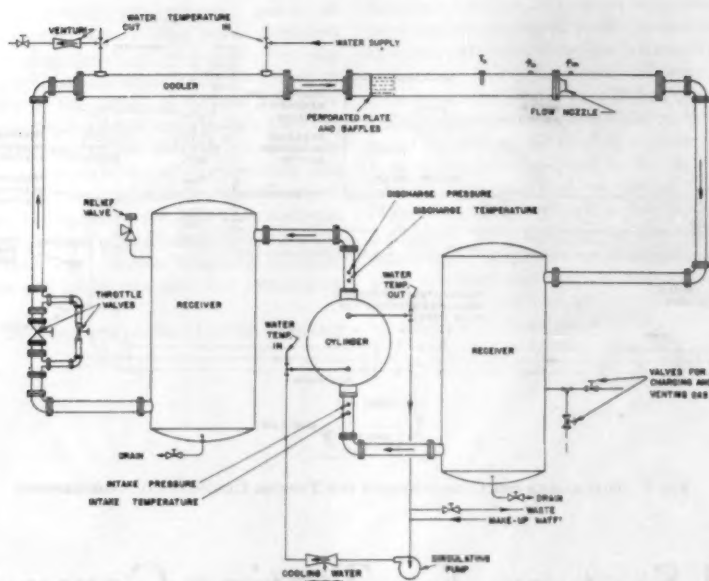 WATER TEMPERATURE
VENTURI
OUT
IN
WATER SUPPLY
COOLER
PERFORATED PLATE
AND BAFFLES
FLOW NOZZLE
DISCHARGE PRESSURE
DISCHARGE TEMPERATURE
RELIEF
VALVE
WATER
TEMP.
OUT
THROTTLE
VALVES
RECEIVER
WATER
TEMP.
IN
CYLINDER
RECEIVER
VALVES FOR
CHARGING AND
VENTING GAS
DRAIN
INTAKE PRESSURE
INTAKE TEMPERATURE
DRAIN
WASTE
MAKE-UP WAT
CIRCULATING
PUMP
COOLING WATER